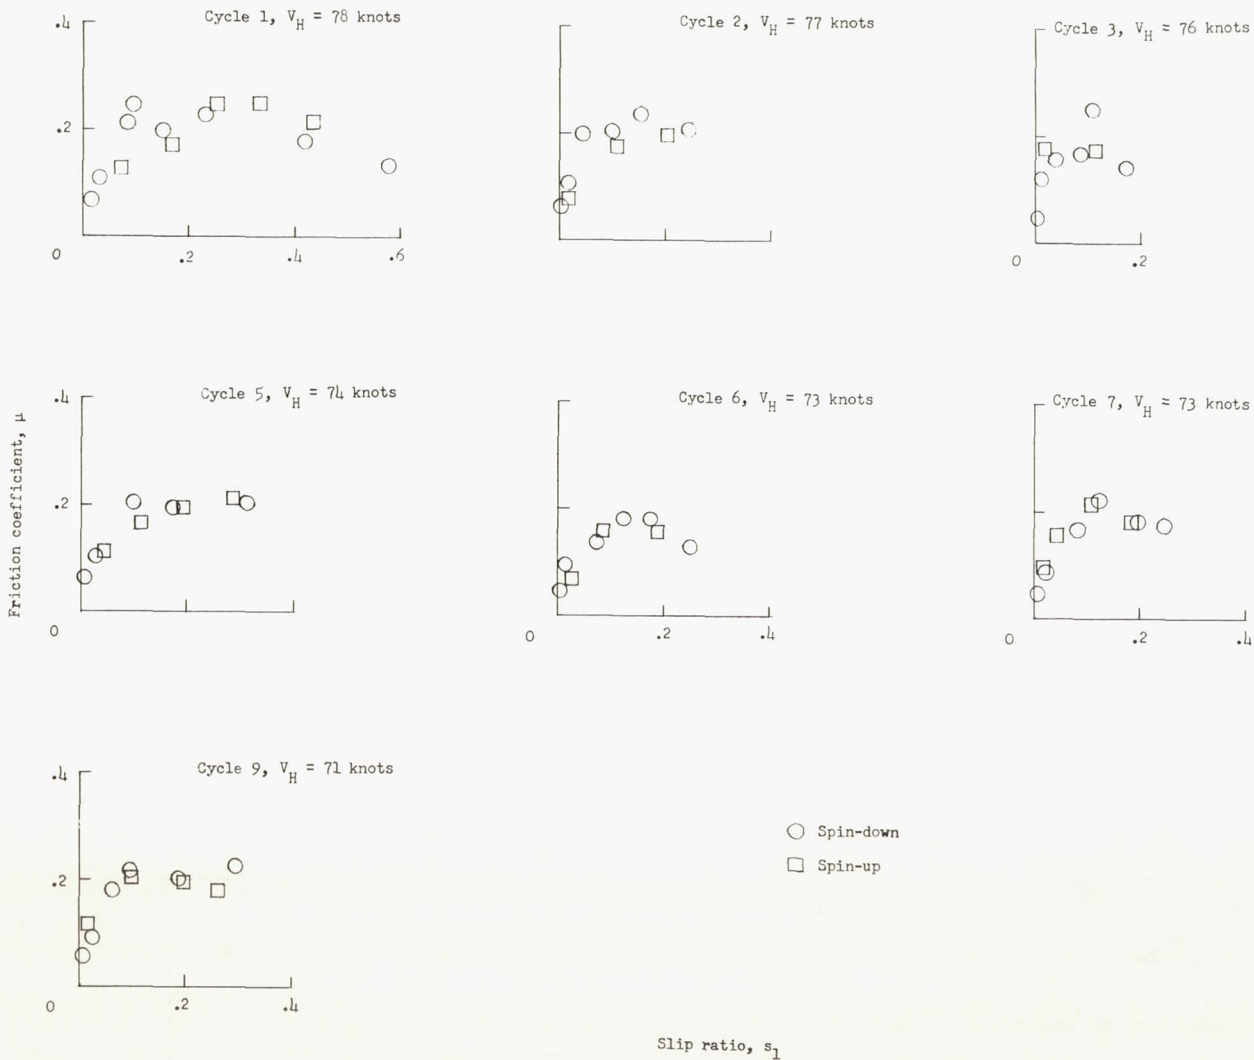 Cycle 1, V_H = 78 knots
Cycle 2, V_H = 77 knots
Cycle 3, V_H = 76 knots
.4
.2
0
.2
.4
.6
0
.2
Cycle 5, V_H = 74 knots
Cycle 6, V_H = 73 knots
Cycle 7, V_H = 73 knots
Friction coefficient, μ
.4
.2
0
0
.2
.4
0
.2
.4
Cycle 9, V_H = 71 knots
.4
.2
0
.2
.4
Spin-down
Spin-up
Slip ratio, s_1